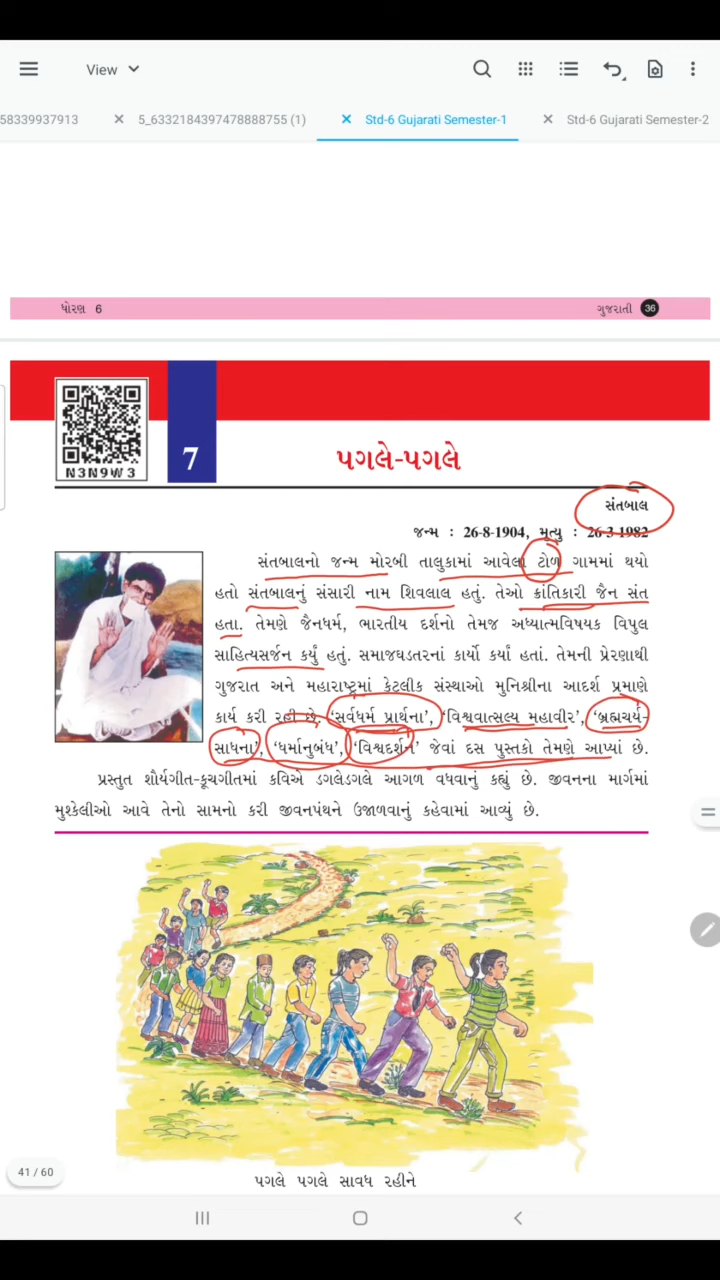 View
58339937913
5_6332184397478888755 (1)
Std-6 Gujarati Semester-1
Std-6 Gujarati Semester-2
ધોરણ 6
ગુજરાતી 36
N3N9W3
7
પગલે-પગલે
સંતબાલ
જન્મ : 26-8-1904, મૃત્યુ : 26-3-1982
સંતબાલનો જન્મ મોરબી તાલુકામાં આવેલા ટોળ ગામમાં થયો
હતો સંતબાલનું સંસારી નામ શિવલાલ હતું. તેઓ ક્રાંતિકારી જૈન સંત
હતા. તેમણે જૈનધર્મ, ભારતીય દર્શનો તેમજ અધ્યાત્મવિષયક વિપુલ
સાહિત્યસર્જન કર્યું હતું. સમાજઘડતરનાં કાર્યો કર્યાં હતાં. તેમની પ્રેરણાથી
ગુજરાત અને મહારાષ્ટ્રમાં કેટલીક સંસ્થાઓ મુનિશ્રીના આદર્શ પ્રમાણે
કાર્ય કરી રહી છે. 'સર્વધર્મ પ્રાર્થના', 'વિશ્વવાત્સલ્ય મહાવીર', 'બ્રહ્મચર્ય-
સાધના', 'ધર્માનુબંધ', 'વિશ્વદર્શન' જેવાં દસ પુસ્તકો તેમણે આપ્યાં છે.
પ્રસ્તુત શૌર્યગીત-કૂચગીતમાં કવિએ ડગલેડગલે આગળ વધવાનું કહ્યું છે. જીવનના માર્ગમાં
મુશ્કેલીઓ આવે તેનો સામનો કરી જીવનપંથને ઉજાળવાનું કહેવામાં આવ્યું છે.
41 / 60
પગલે પગલે સાવધ રહીને